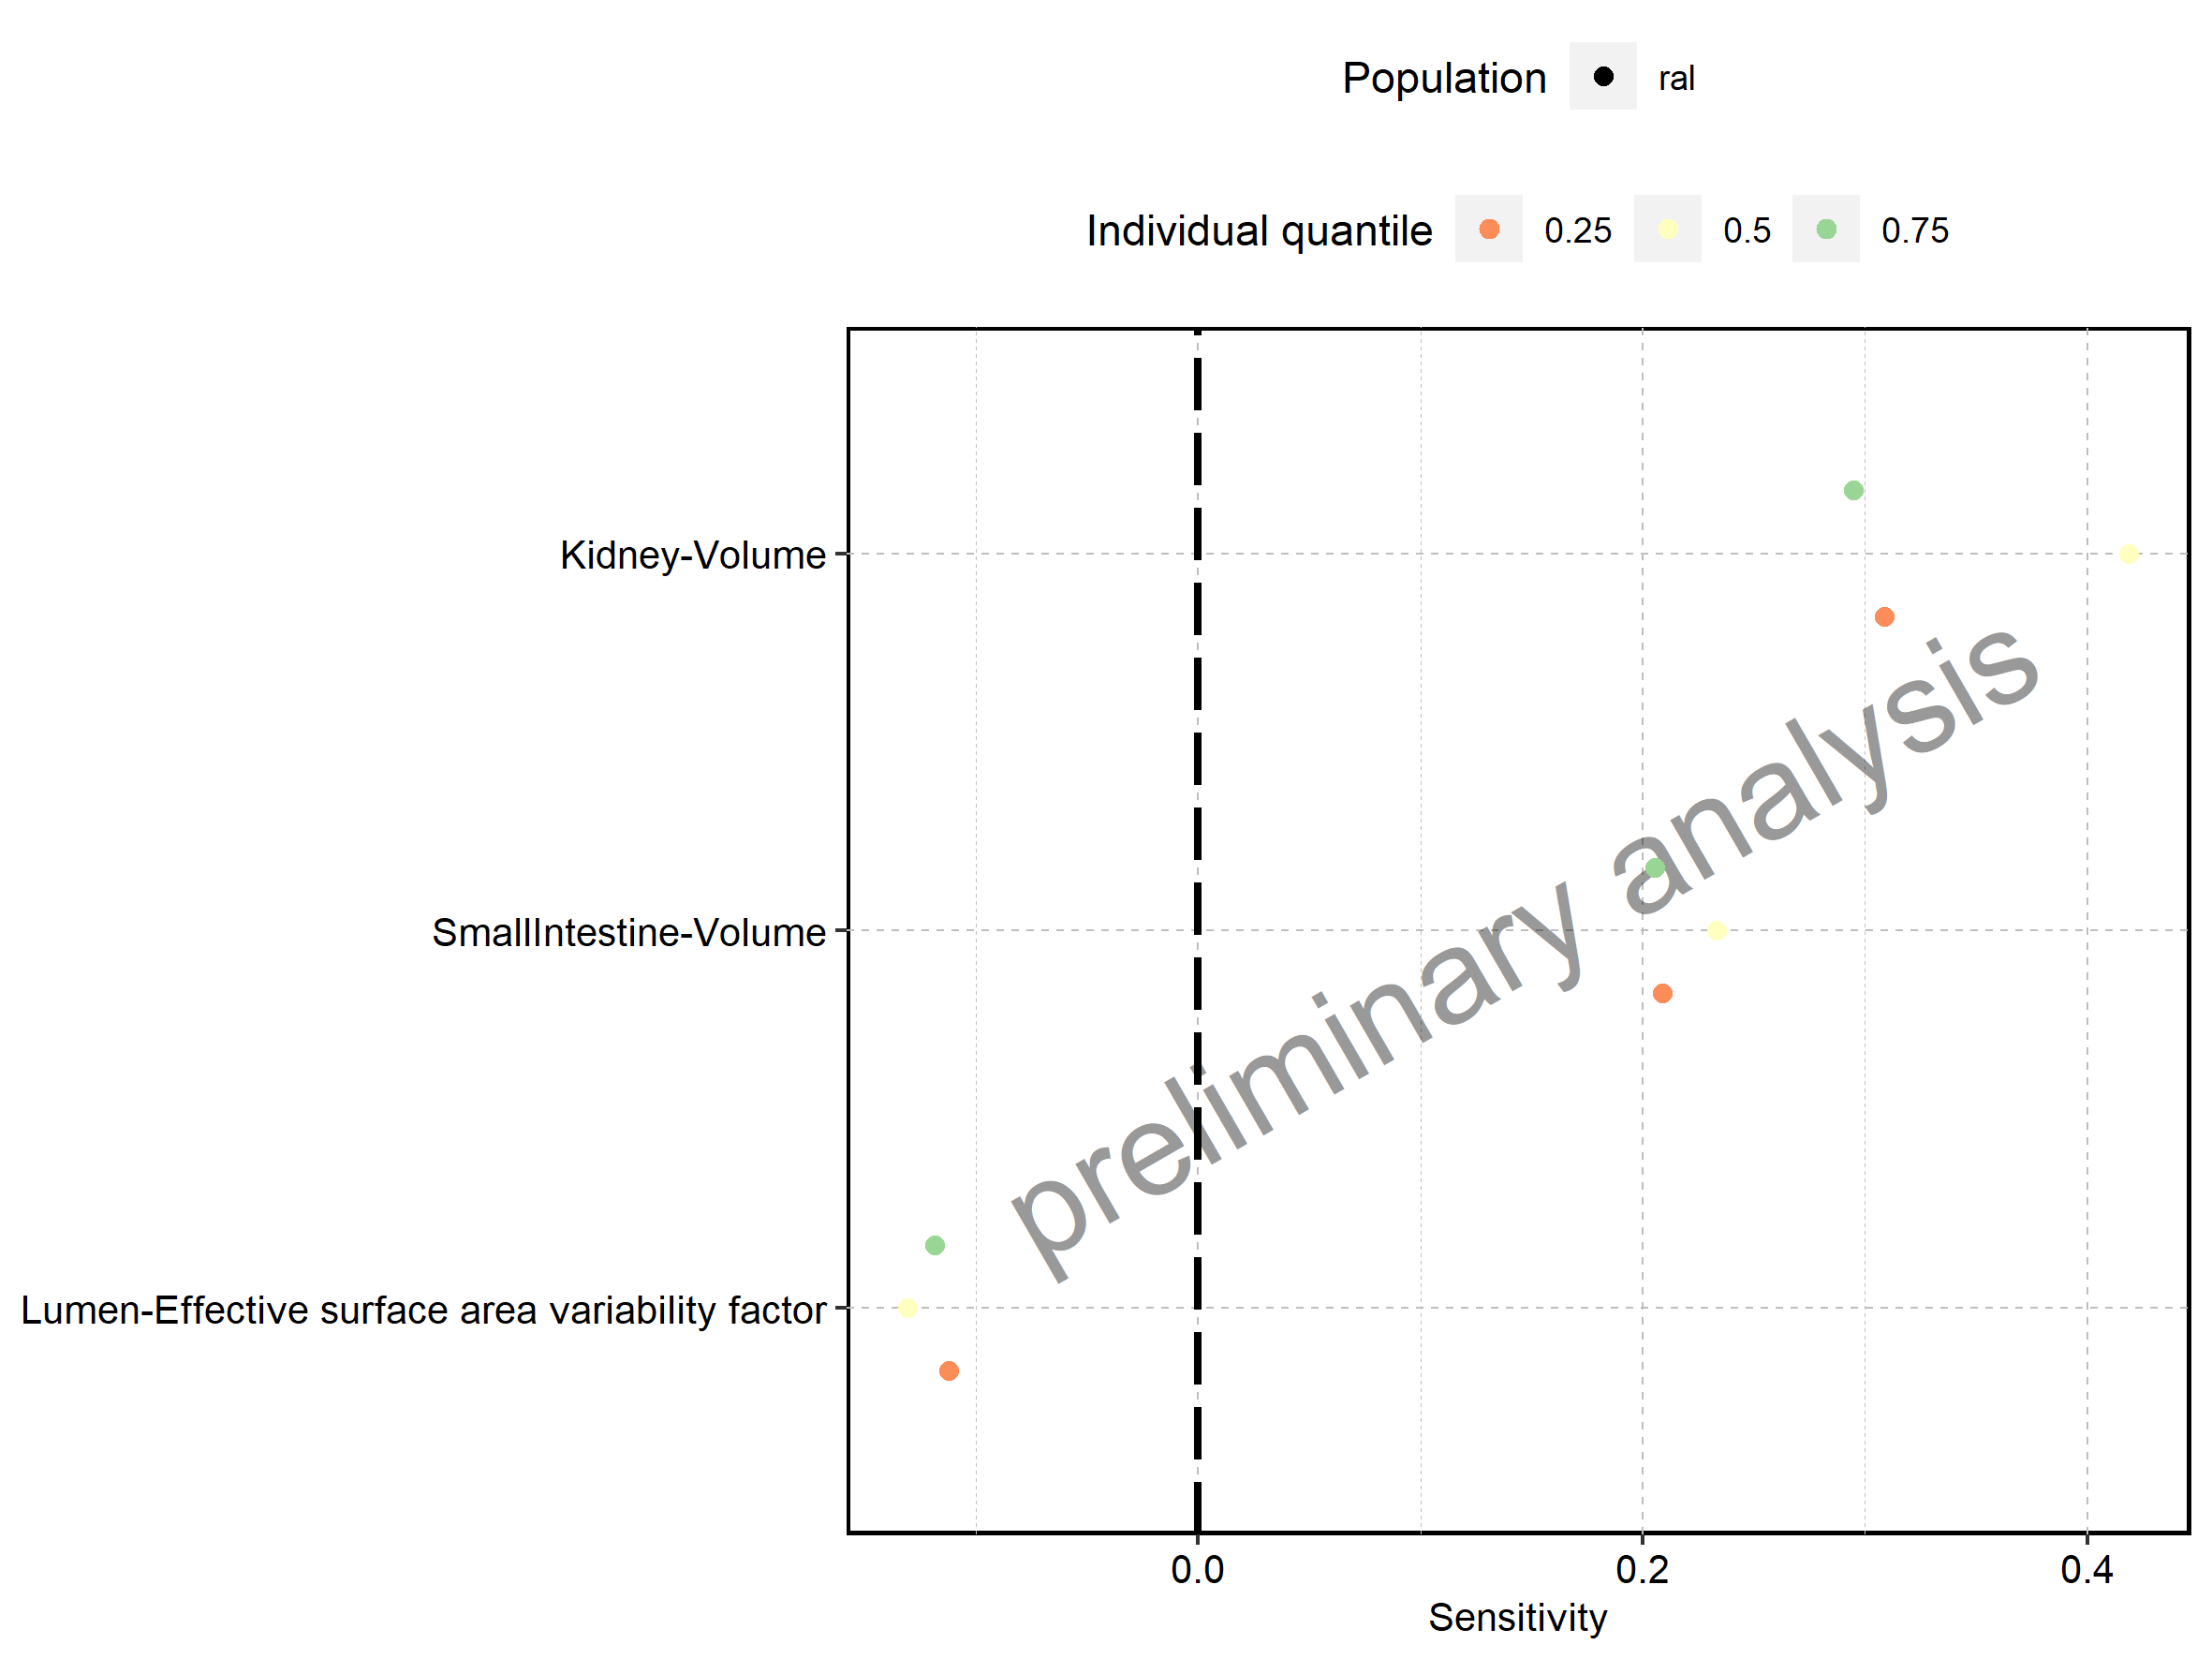 Population ral
Individual quantile 0.25 0.5 0.75
Kidney-Volume
SmallIntestine-Volume
Lumen-Effective surface area variability factor
preliminary analysis
0.0 0.2 0.4
Sensitivity